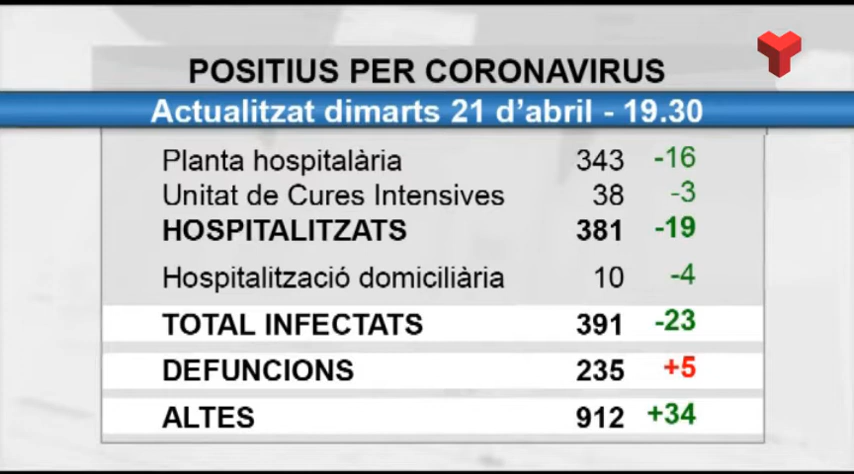 POSITIUS PER CORONAVIRUS
Actualitzat dimarts 21 d'abril - 19.30
Planta hospitalària 343 -16
Unitat de Cures Intensives 38 -3
HOSPITALITZATS 381 -19
Hospitalització domiciliària 10 -4
TOTAL INFECTATS 391 -23
DEFUNCIONS 235 +5
ALTES 912 +34